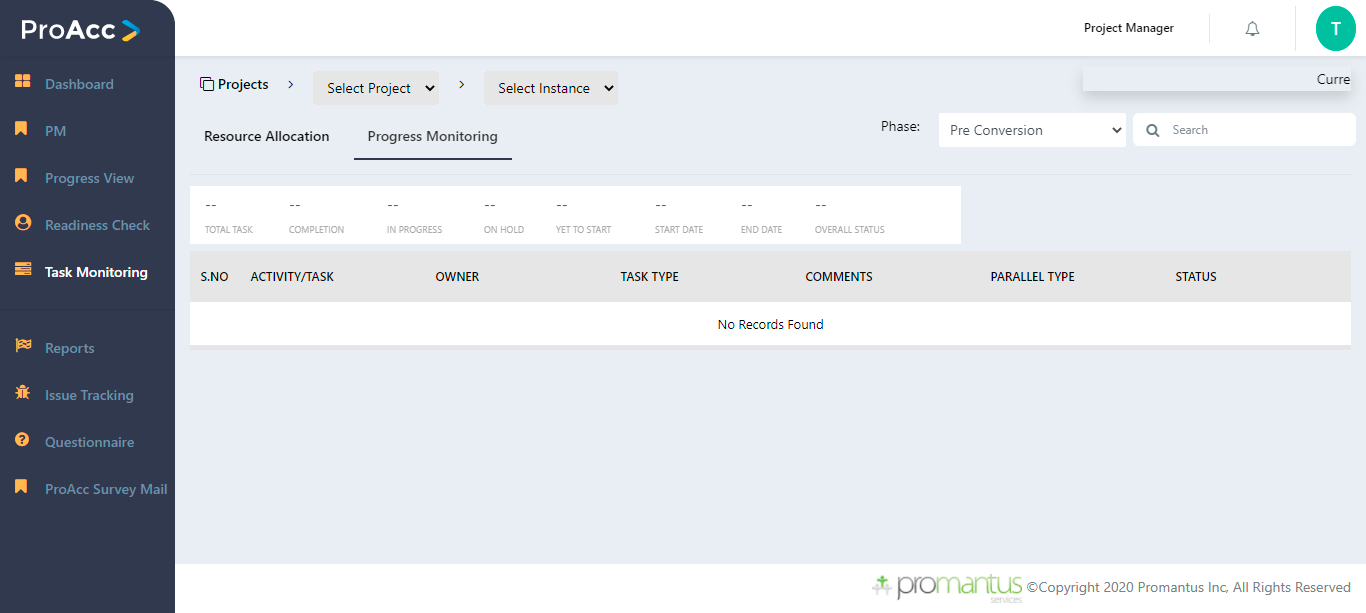 ProAcc
Project Manager
T
Dashboard
PM
Progress View
Readiness Check
Task Monitoring
Reports
Issue Tracking
Questionnaire
ProAcc Survey Mail
Projects > Select Project > Select Instance
Curre
Resource Allocation Progress Monitoring
Phase: Pre Conversion Search
-- -- -- -- -- -- -- --
TOTAL TASK COMPLETION IN PROGRESS ON HOLD YET TO START START DATE END DATE OVERALL STATUS
S.NO ACTIVITY/TASK OWNER TASK TYPE COMMENTS PARALLEL TYPE STATUS
No Records Found
promantus services ©Copyright 2020 Promantus Inc, All Rights Reserved